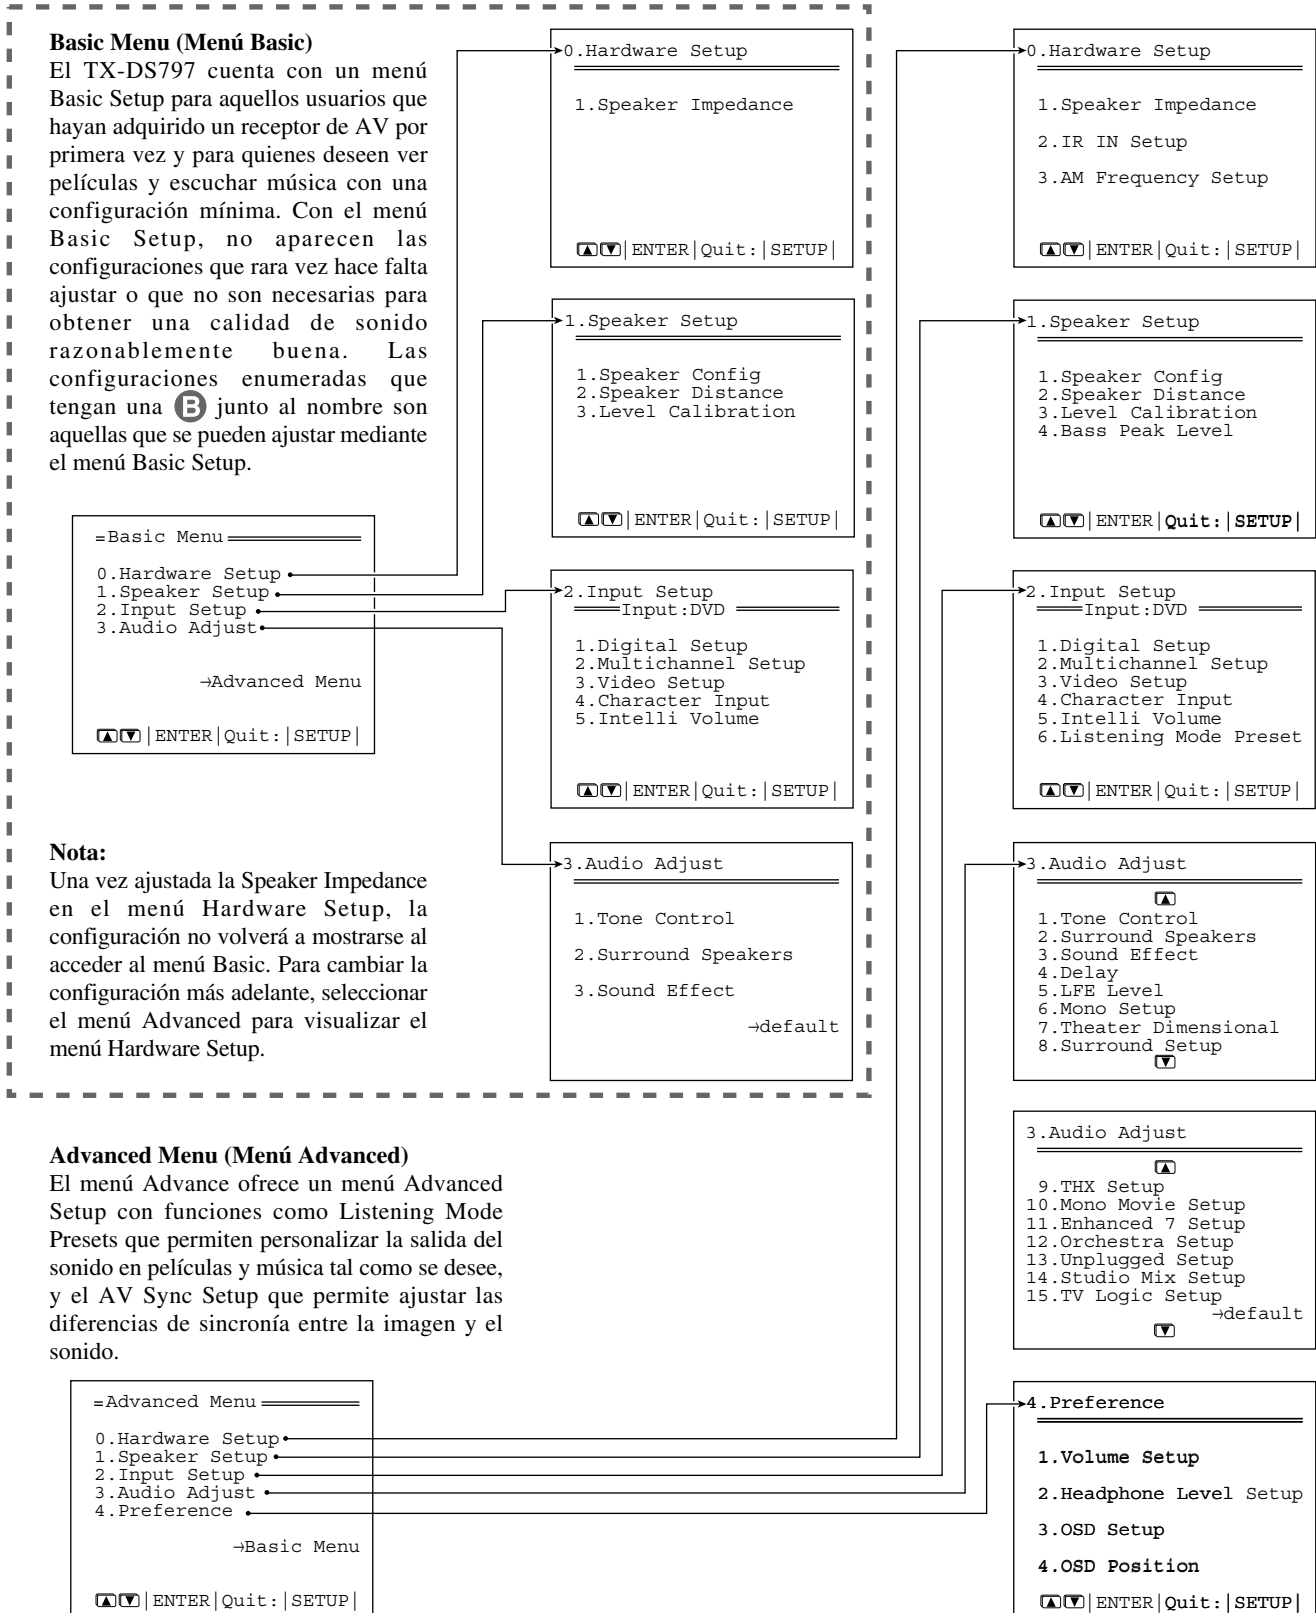 Basic Menu (Menú Basic)
El TX-DS797 cuenta con un menú
Basic Setup para aquellos usuarios que
hayan adquirido un receptor de AV por
primera vez y para quienes deseen ver
películas y escuchar música con una
configuración mínima. Con el menú
Basic Setup, no aparecen las
configuraciones que rara vez hace falta
ajustar o que no son necesarias para
obtener una calidad de sonido
razonablemente buena. Las
configuraciones enumeradas que
tengan una B junto al nombre son
aquellas que se pueden ajustar mediante
el menú Basic Setup.
=Basic Menu
0.Hardware Setup
1.Speaker Setup
2.Input Setup
3.Audio Adjust
→Advanced Menu
▲▼|ENTER|Quit:|SETUP|
Nota:
Una vez ajustada la Speaker Impedance
en el menú Hardware Setup, la
configuración no volverá a mostrarse al
acceder al menú Basic. Para cambiar la
configuración más adelante, seleccionar
el menú Advanced para visualizar el
menú Hardware Setup.
0.Hardware Setup
1.Speaker Impedance
▲▼|ENTER|Quit:|SETUP|
1.Speaker Setup
1.Speaker Config
2.Speaker Distance
3.Level Calibration
▲▼|ENTER|Quit:|SETUP|
2.Input Setup
Input:DVD
1.Digital Setup
2.Multichannel Setup
3.Video Setup
4.Character Input
5.Intelli Volume
▲▼|ENTER|Quit:|SETUP|
3.Audio Adjust
1.Tone Control
2.Surround Speakers
3.Sound Effect
→default
Advanced Menu (Menú Advanced)
El menú Advance ofrece un menú Advanced
Setup con funciones como Listening Mode
Presets que permiten personalizar la salida del
sonido en películas y música tal como se desee,
y el AV Sync Setup que permite ajustar las
diferencias de sincronía entre la imagen y el
sonido.
=Advanced Menu
0.Hardware Setup
1.Speaker Setup
2.Input Setup
3.Audio Adjust
4.Preference
→Basic Menu
▲▼|ENTER|Quit:|SETUP|
0.Hardware Setup
1.Speaker Impedance
2.IR IN Setup
3.AM Frequency Setup
▲▼|ENTER|Quit:|SETUP|
1.Speaker Setup
1.Speaker Config
2.Speaker Distance
3.Level Calibration
4.Bass Peak Level
▲▼|ENTER|Quit:|SETUP|
2.Input Setup
Input:DVD
1.Digital Setup
2.Multichannel Setup
3.Video Setup
4.Character Input
5.Intelli Volume
6.Listening Mode Preset
▲▼|ENTER|Quit:|SETUP|
3.Audio Adjust
▲
1.Tone Control
2.Surround Speakers
3.Sound Effect
4.Delay
5.LFE Level
6.Mono Setup
7.Theater Dimensional
8.Surround Setup
▼
3.Audio Adjust
▲
9.THX Setup
10.Mono Movie Setup
11.Enhanced 7 Setup
12.Orchestra Setup
13.Unplugged Setup
14.Studio Mix Setup
15.TV Logic Setup
→default
▼
4.Preference
1.Volume Setup
2.Headphone Level Setup
3.OSD Setup
4.OSD Position
▲▼|ENTER|Quit:|SETUP|